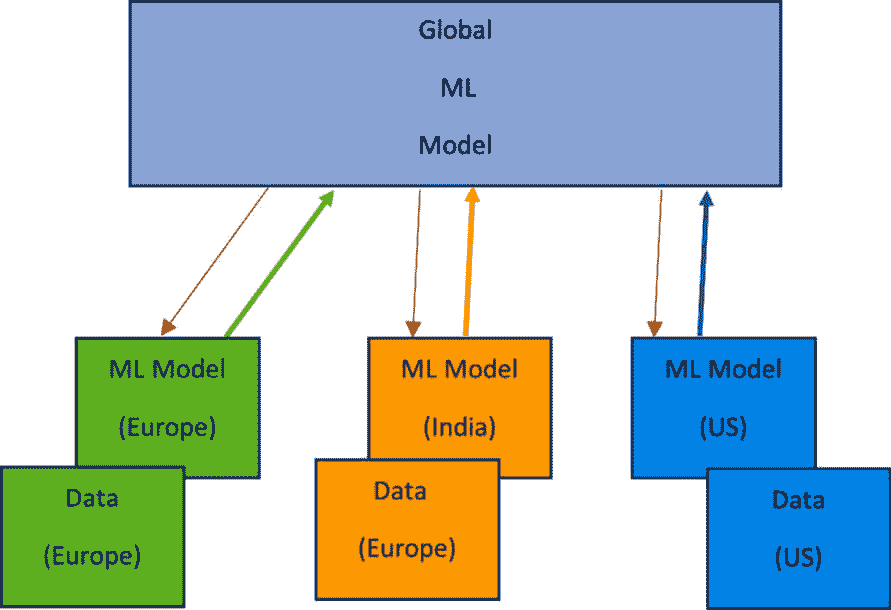 Global
ML
Model
ML Model
(Europe)
ML Model
(India)
ML Model
(US)
Data
(Europe)
Data
(Europe)
Data
(US)